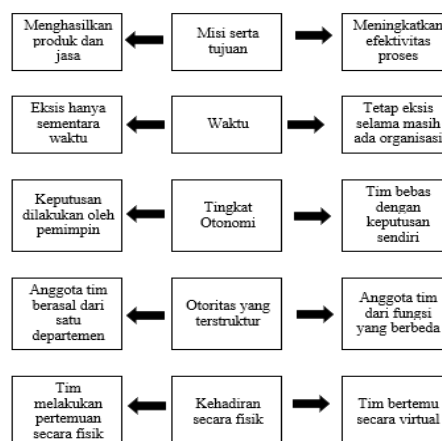 Menghasilkan
produk dan
jasa
Misi serta
tujuan
Meningkatkan
efektivitas
proses
Eksis hanya
sementara
waktu
Waktu
Tetap eksis
selama masih
ada organisasi
Keputusan
dilakukan oleh
pemimpin
Tingkat
Otonomi
Tim bebas
dengan
keputusan
sendiri
Anggota tim
berasal dari
satu
departemen
Otoritas yang
terstruktur
Anggota tim
dari fungsi
yang berbeda
Tim
melakukan
pertemuan
secara fisik
Kehadiran
secara fisik
Tim bertemu
secara virtual